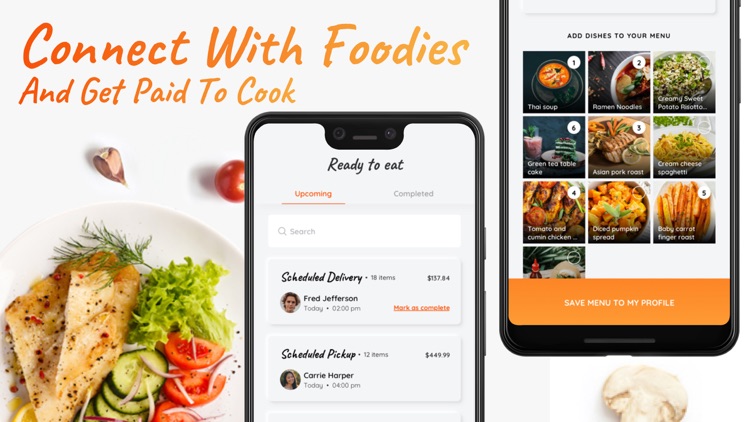 Connect With Foodies
And Get Paid To Cook
Ready to eat
Upcoming
Completed
Search
Scheduled Delivery • 18 items
$137.84
Fred Jefferson
Today • 02:00 pm
Mark as complete
Scheduled Pickup • 12 items
$449.99
Carrie Harper
Today • 04:00 pm
ADD DISHES TO YOUR MENU
1
Thai soup
2
Ramen Noodles
Creamy Sweet
Potato Risotto...
6
Green tea table
cake
3
Asian pork roast
Cream cheese
spaghetti
4
Tomato and
cumin chicken ...
Diced pumpkin
spread
5
Baby carrot
finger roast
SAVE MENU TO MY PROFILE